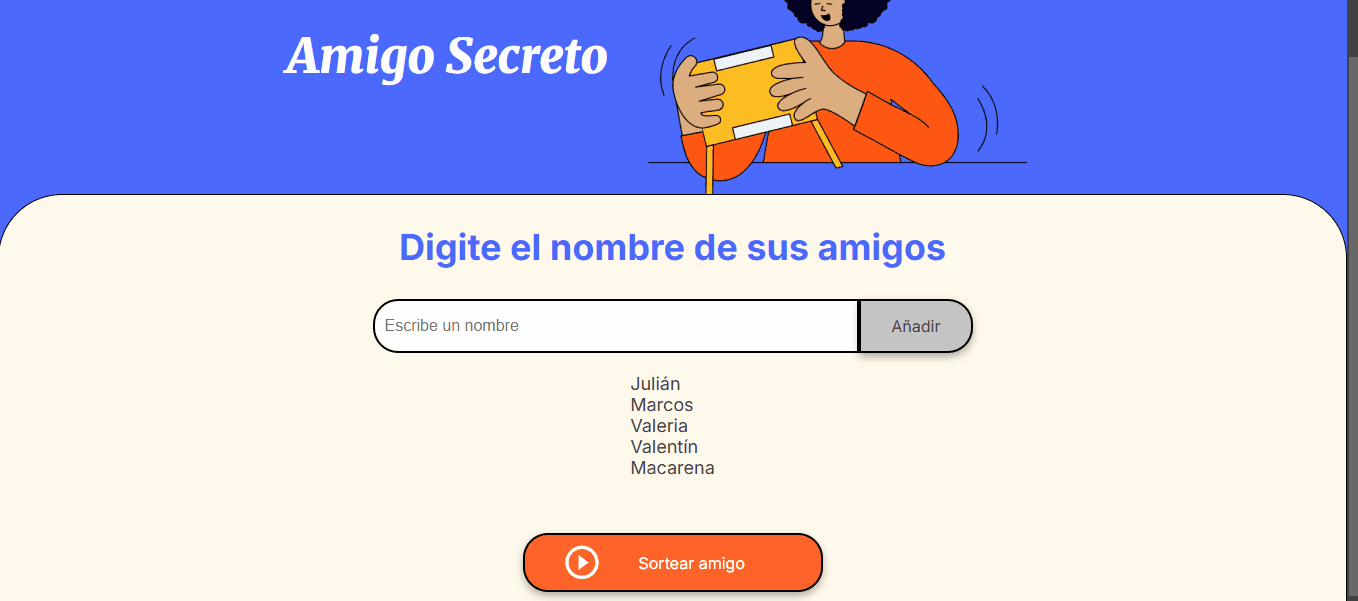 Amigo Secreto
Digite el nombre de sus amigos
Escribe un nombre
Añadir
Julián
Marcos
Valeria
Valentín
Macarena
Sortear amigo